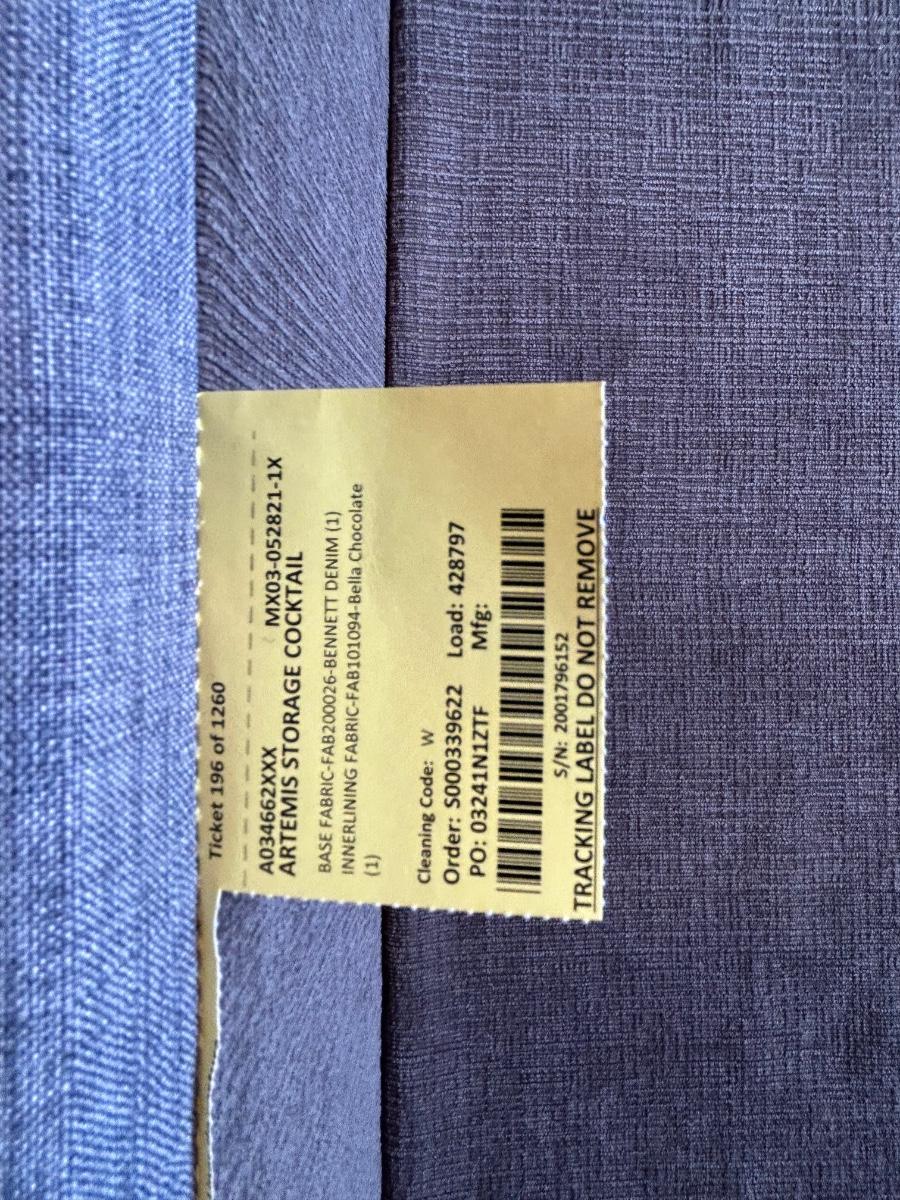 Ticket 196 of 1260
A034662XXX MX03-052821-1X
ARTEMIS STORAGE COCKTAIL
BASE FABRIC-FAB200026-BENNETT DENIM (1)
INNERLINING FABRIC-FAB101094-Bella Chocolate
(1)
Cleaning Code: W
Order: S000339622 Load: 428797
PO: 03241N1ZTF Mfg:
S/N: 2001796152
TRACKING LABEL DO NOT REMOVE